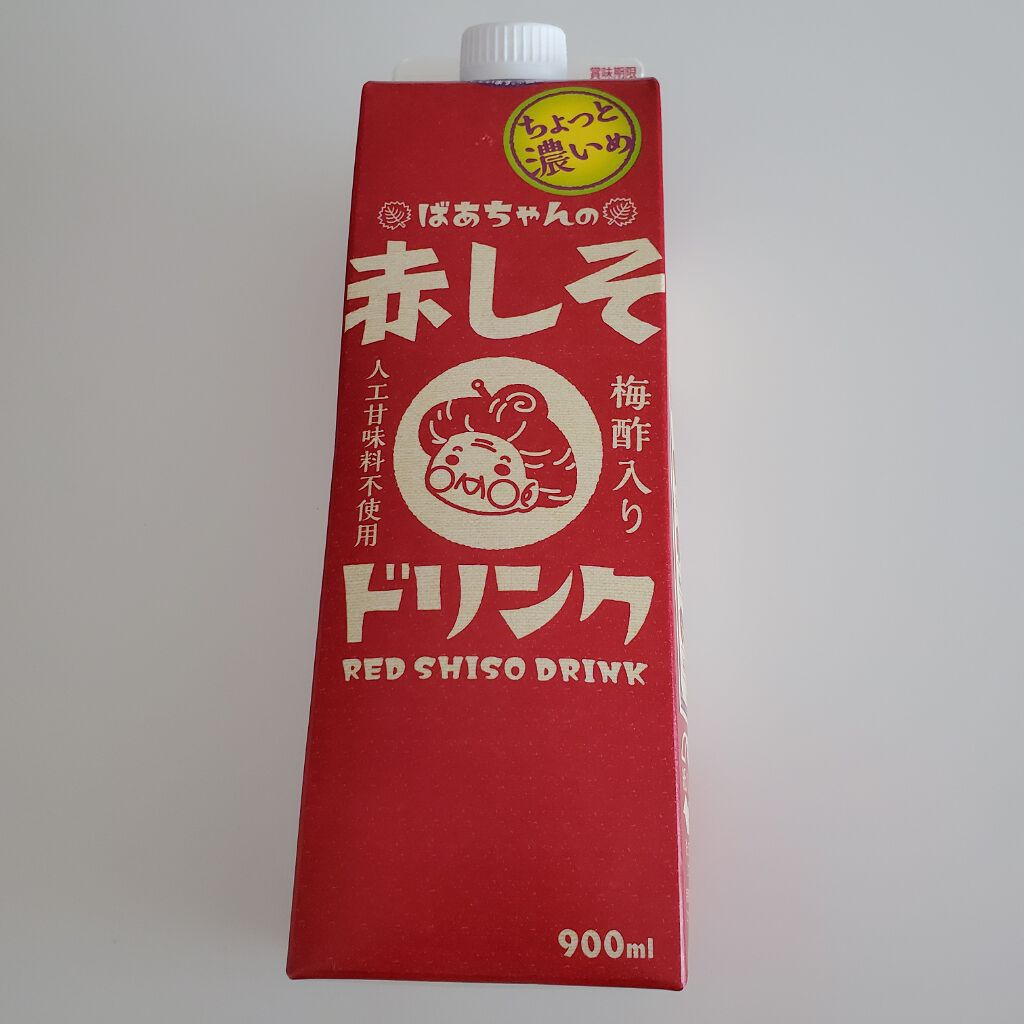 賞味期限
ちょっと
濃いめ
ばあちゃんの
赤しそ
梅酢入り
人工甘味料不使用
ドリンク
RED SHISO DRINK
900ml